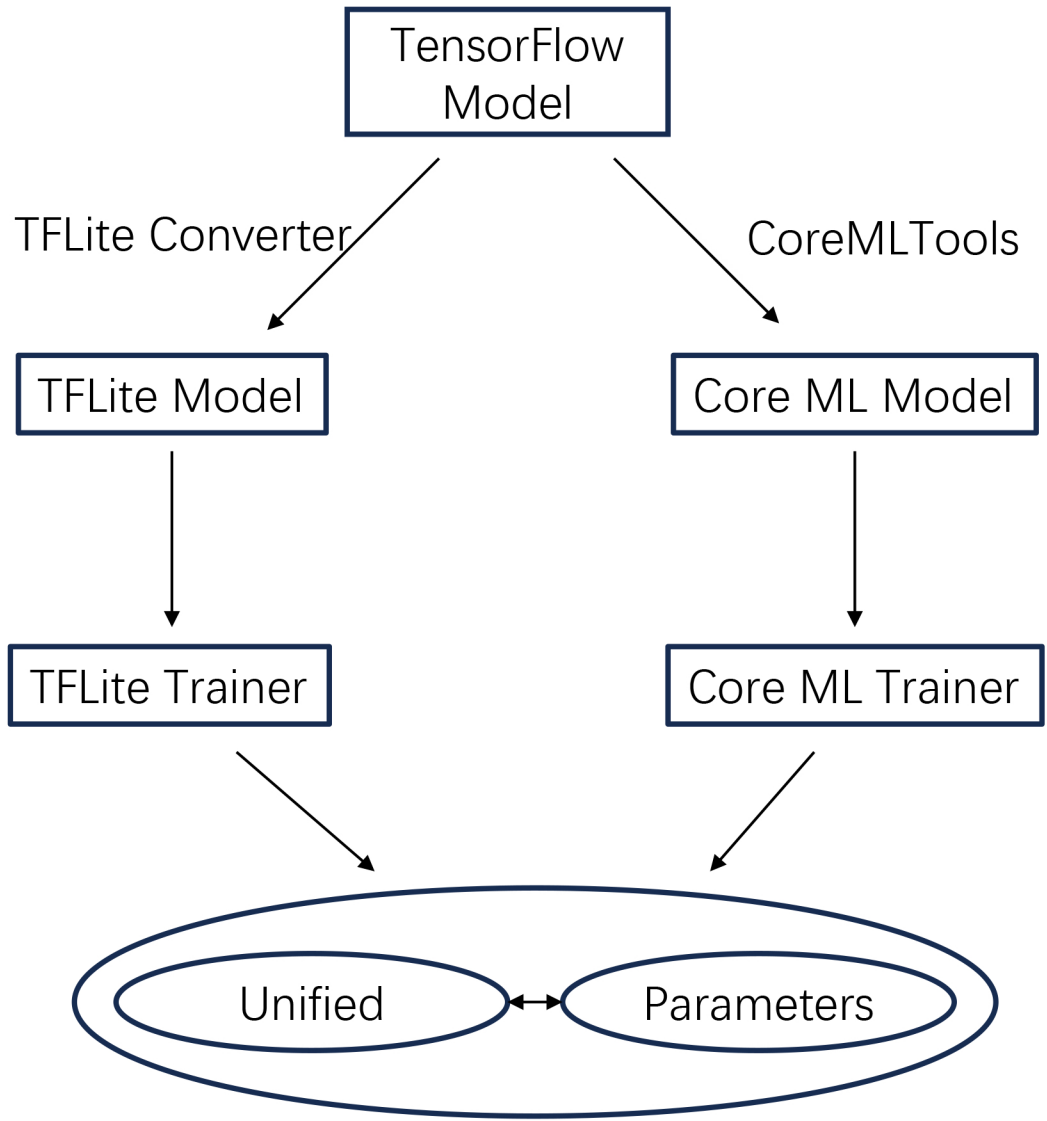 TensorFlow
Model
TFLite Converter
CoreMLTools
TFLite Model
Core ML Model
TFLite Trainer
Core ML Trainer
Unified
Parameters